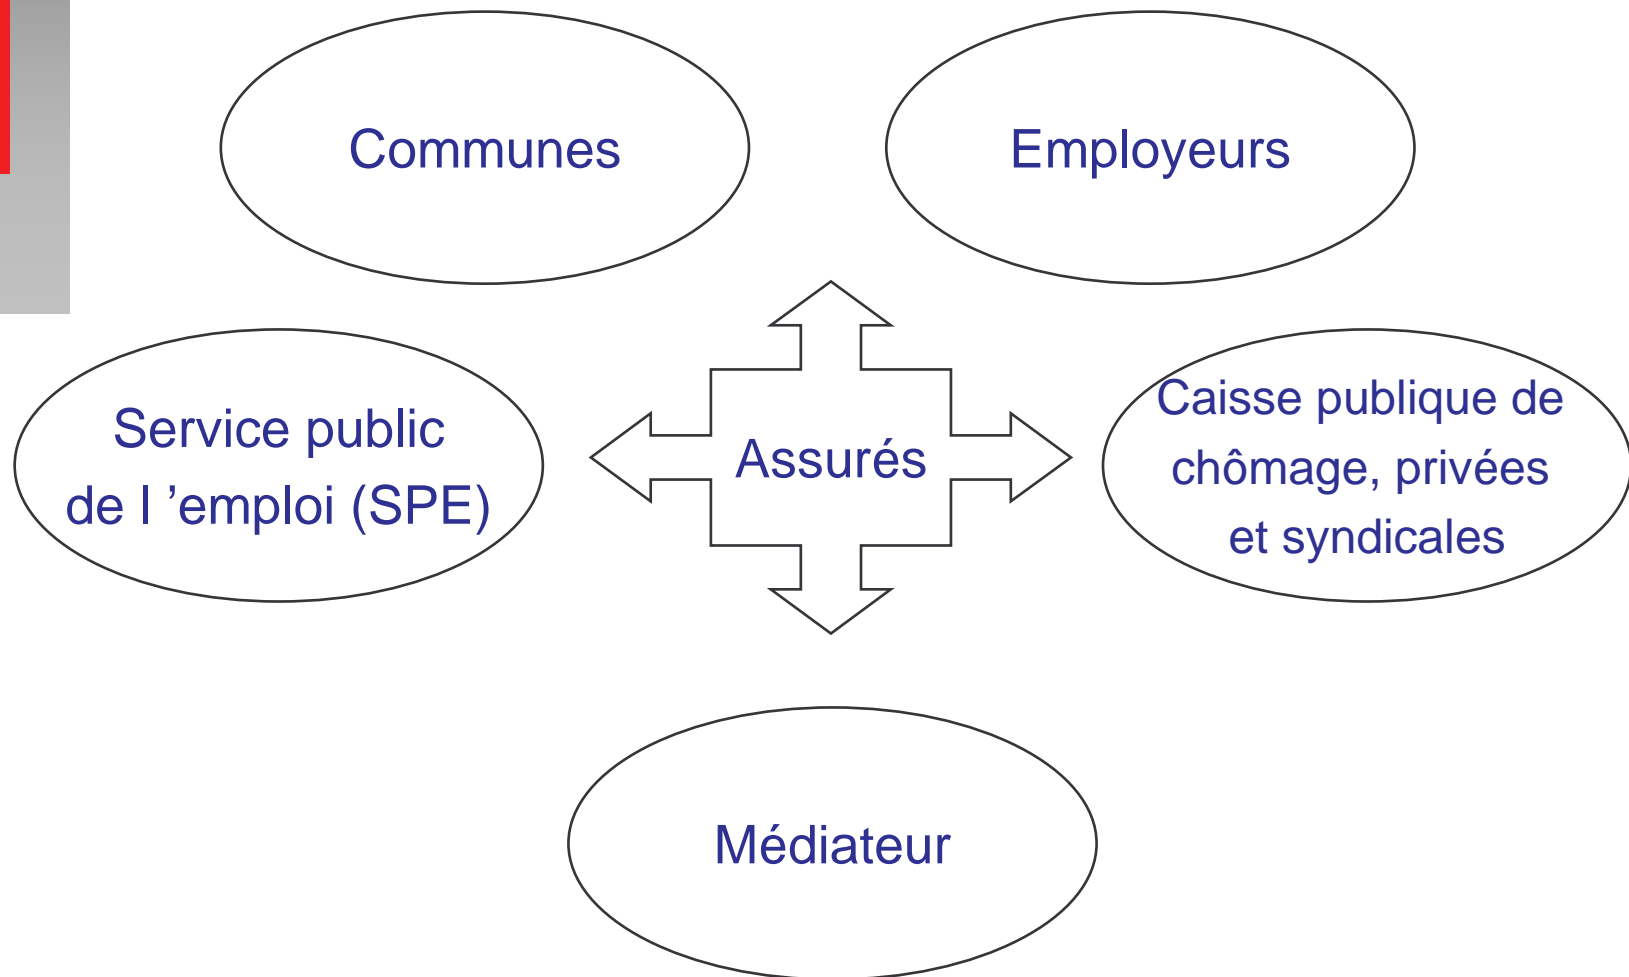 Communes
Employeurs
Service public
de l ’emploi (SPE)
Assurés
Caisse publique de
chômage, privées
et syndicales
Médiateur